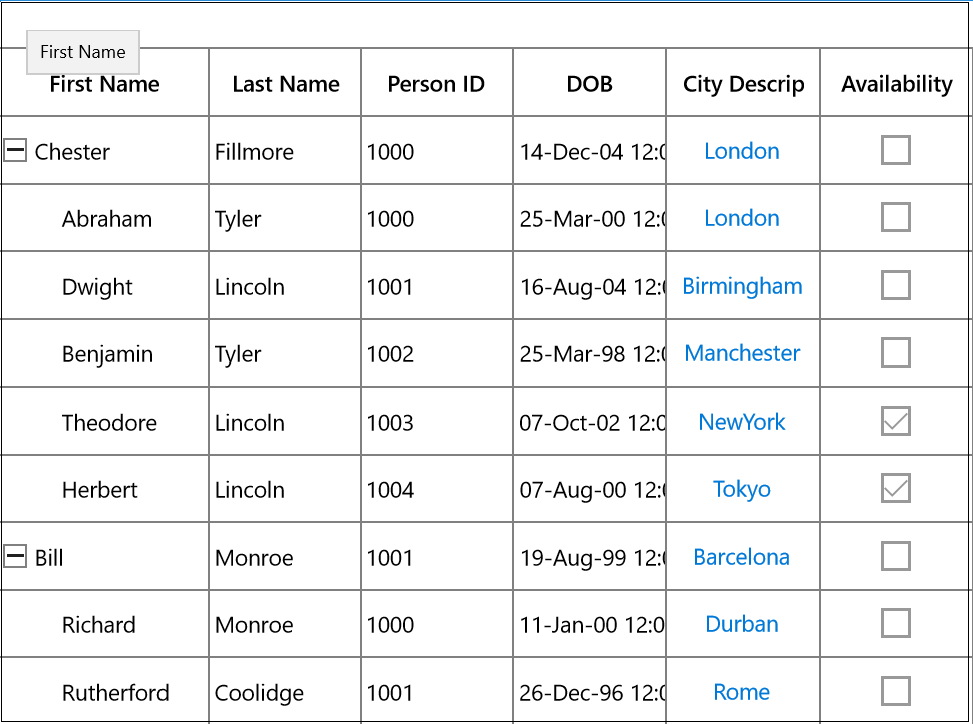 First Name
First Name Last Name Person ID DOB City Descrip Availability
Chester Fillmore 1000 14-Dec-04 12:0 London
Abraham Tyler 1000 25-Mar-00 12:0 London
Dwight Lincoln 1001 16-Aug-04 12:0 Birmingham
Benjamin Tyler 1002 25-Mar-98 12:0 Manchester
Theodore Lincoln 1003 07-Oct-02 12:0 NewYork
Herbert Lincoln 1004 07-Aug-00 12:0 Tokyo
Bill Monroe 1001 19-Aug-99 12:0 Barcelona
Richard Monroe 1000 11-Jan-00 12:0 Durban
Rutherford Coolidge 1001 26-Dec-96 12:0 Rome